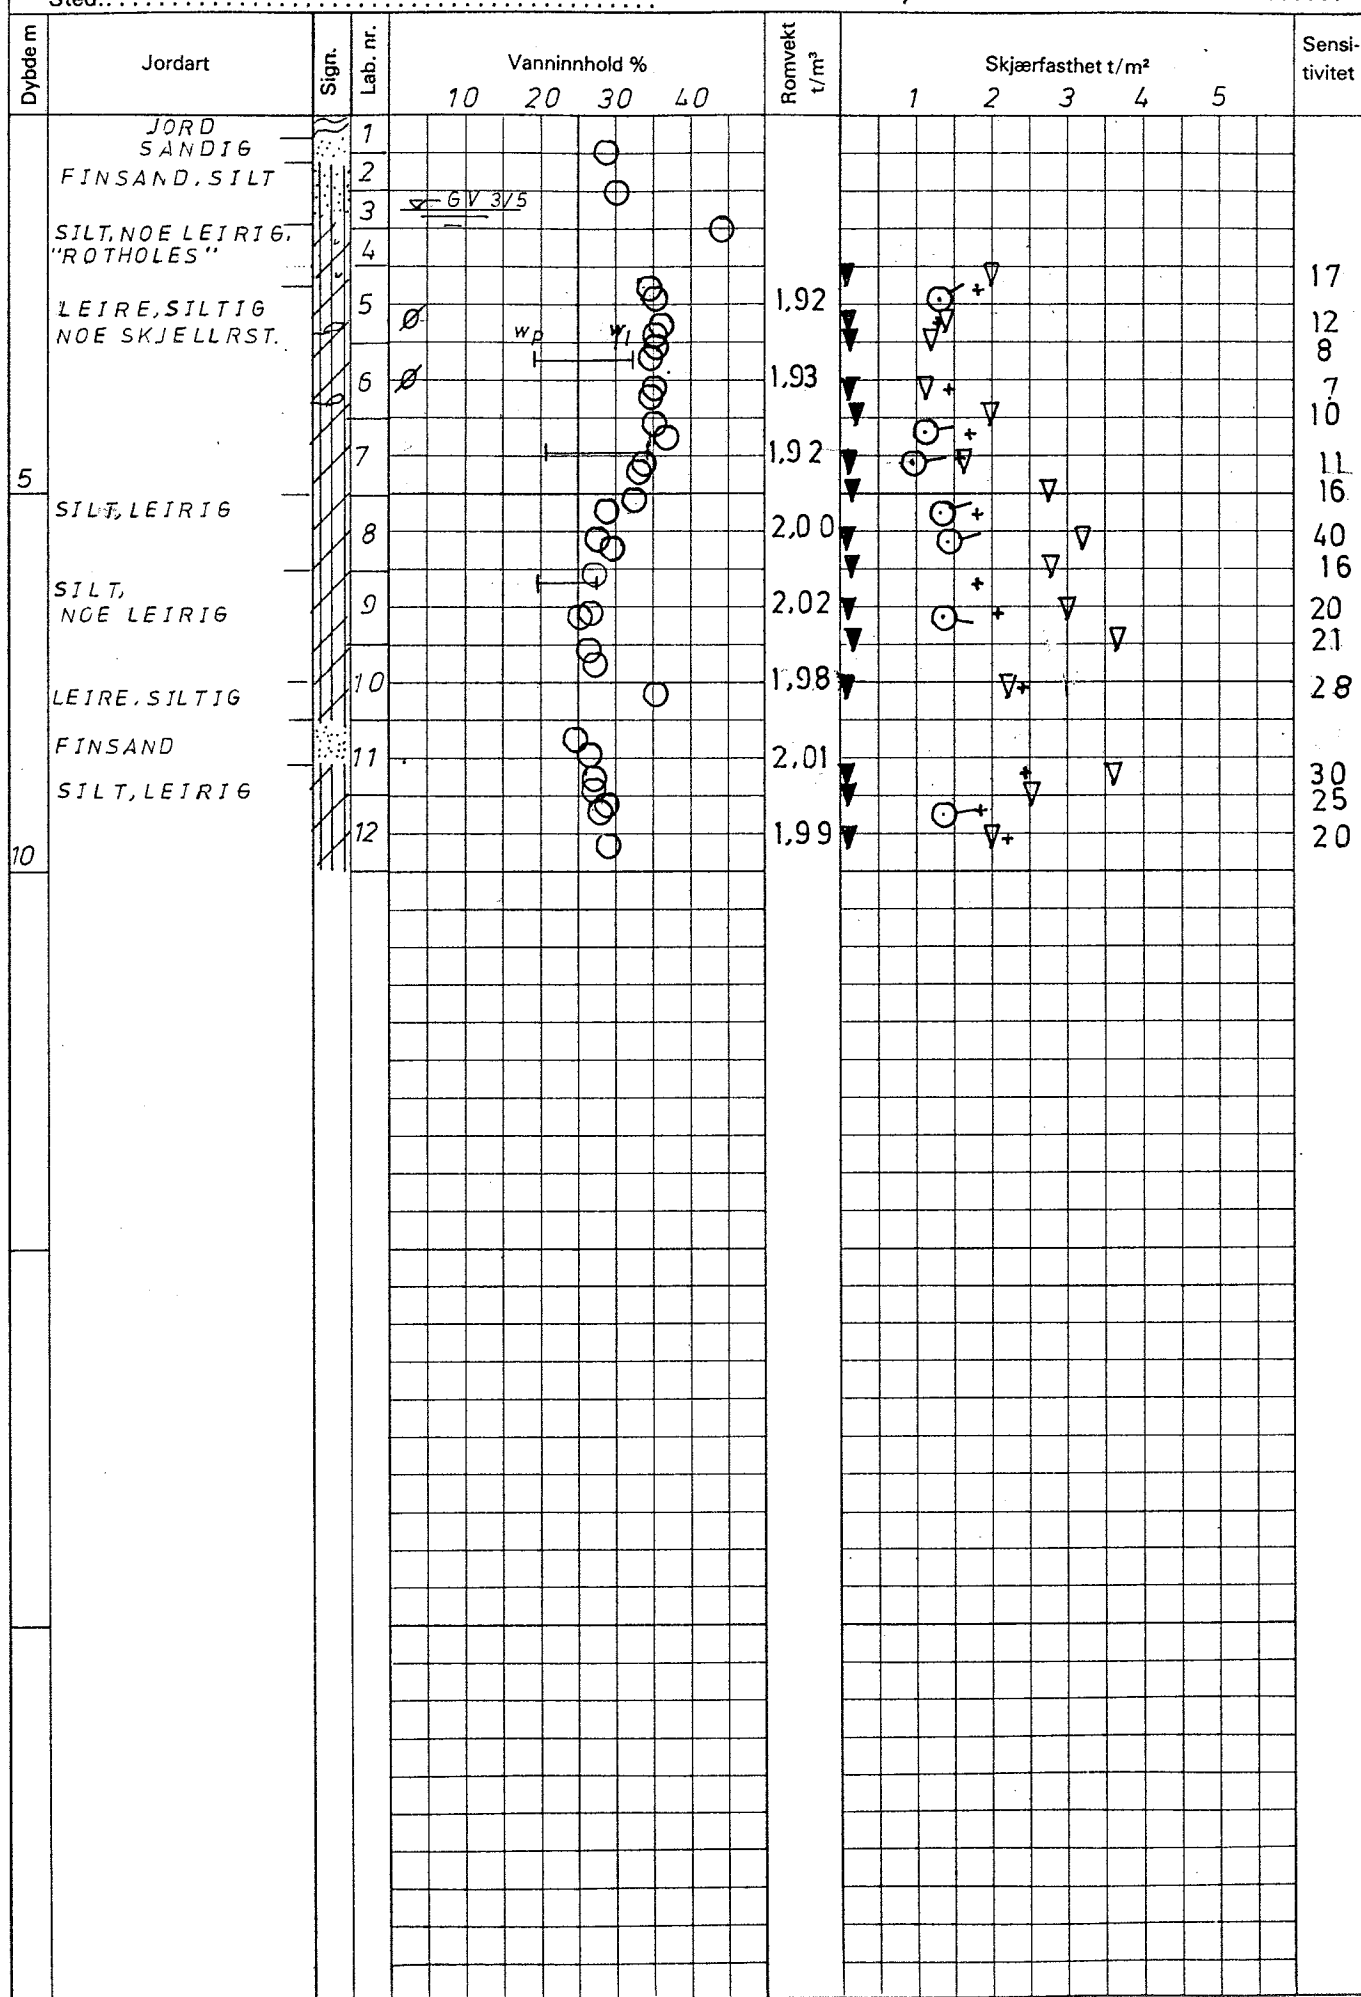 Sted:
Dybde m
Jordart
Sign.
Lab. nr.
Vanninnhold %
10 20 30 40
Romvekt t/m³
Skjærfasthet t/m²
1 2 3 4 5
Sensi-
tivitet
JORD
SANDIG
1
FINSAND, SILT
2
GV 3/5
3
SILT, NOE LEIRIG,
"ROTHOLES"
4
17
LEIRE, SILTIG
5
1,92
NOE SKJELLRST.
Ø
wp wl
12
8
6
Ø
1,93
7
10
7
1,92
11
5
16
SILT, LEIRIG
8
2,00
40
16
SILT,
NOE LEIRIG
9
2.02
20
21
LEIRE, SILTIG
10
1,98
28
FINSAND
11
2,01
30
SILT, LEIRIG
25
12
1,99
20
10